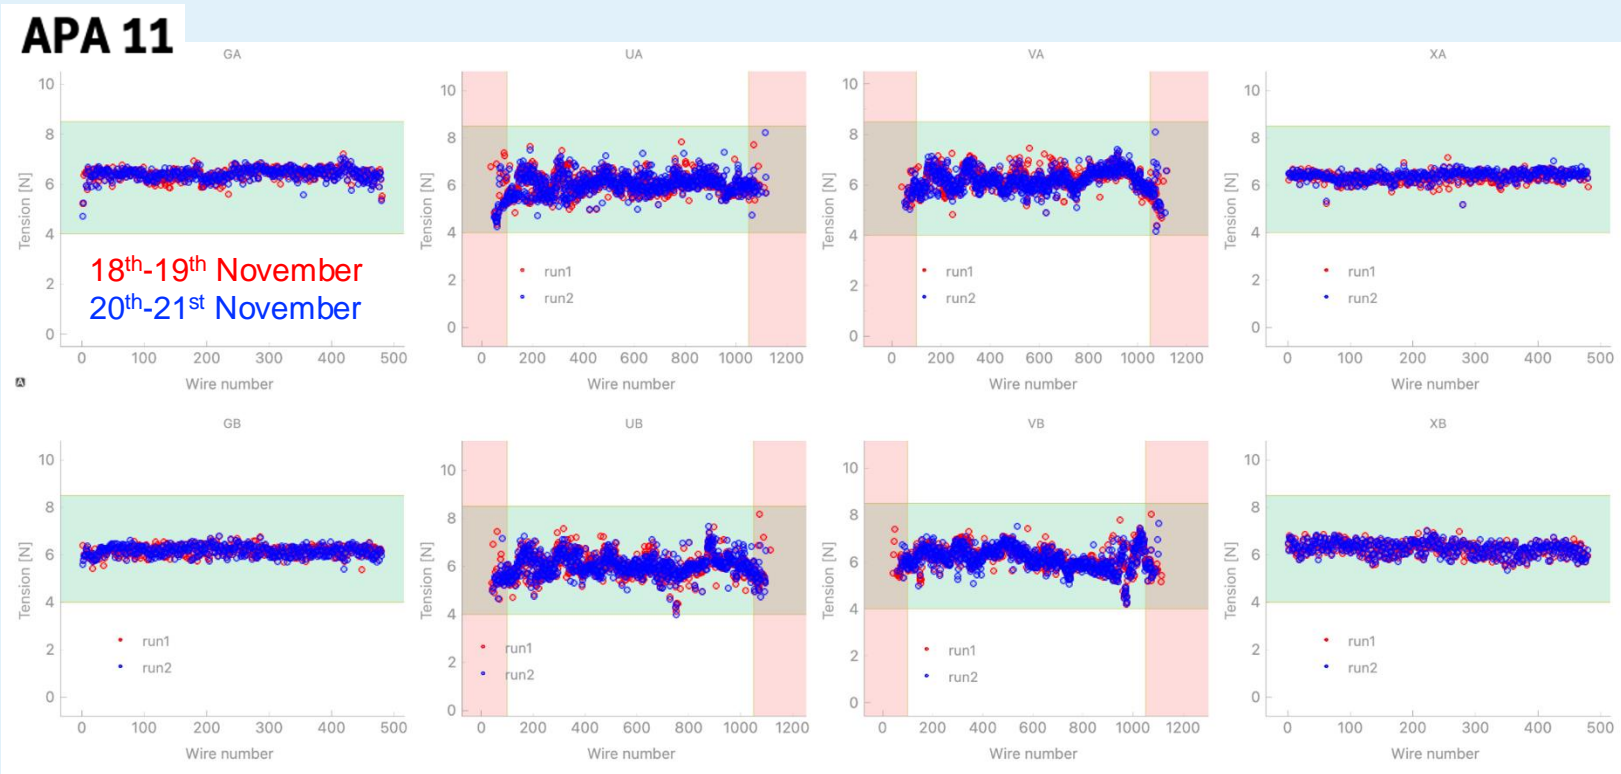 APA 11
GA
10
8
6
4
2
0
Tension [N]
18th-19th November
20th-21st November
0 100 200 300 400 500
Wire number
UA
10
8
6
4
2
0
Tension [N]
run1
run2
0 200 400 600 800 1000 1200
Wire number
VA
10
8
6
4
2
0
Tension [N]
run1
run2
0 200 400 600 800 1000 1200
Wire number
XA
10
8
6
4
2
0
Tension [N]
run1
run2
0 100 200 300 400 500
Wire number
A
GB
10
8
6
4
2
0
Tension [N]
run1
run2
0 100 200 300 400 500
Wire number
UB
10
8
6
4
2
0
Tension [N]
run1
run2
0 200 400 600 800 1000 1200
Wire number
VB
10
8
6
4
2
0
Tension [N]
run1
run2
0 200 400 600 800 1000 1200
Wire number
XB
10
8
6
4
2
0
Tension [N]
run1
run2
0 100 200 300 400 500
Wire number